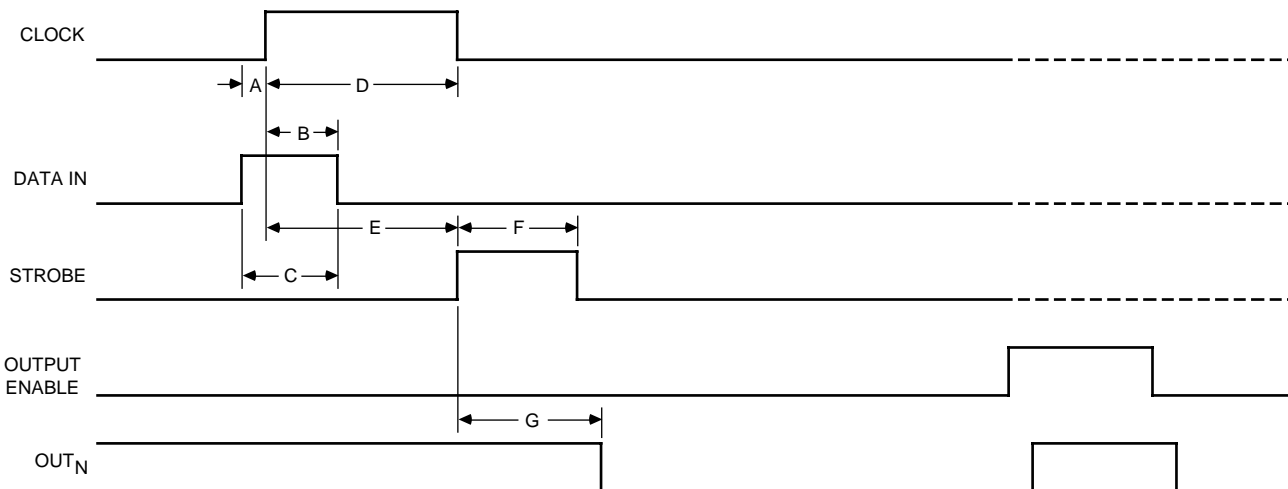 CLOCK
A
D
B
DATA IN
E
F
C
STROBE
OUTPUT
ENABLE
G
OUTN